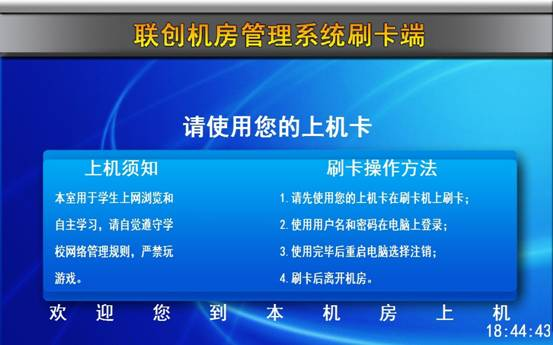 联创机房管理系统刷卡端
请使用您的上机卡
上机须知
本室用于学生上网浏览和
自主学习，请自觉遵守学
校网络管理规则，严禁玩
游戏。
刷卡操作方法
1.请先使用您的上机卡在刷卡机上刷卡；
2.使用用户名和密码在电脑上登录；
3.使用完毕后重启电脑选择注销；
4.刷卡后离开机房。
欢迎您到本机房上机
18:44:43